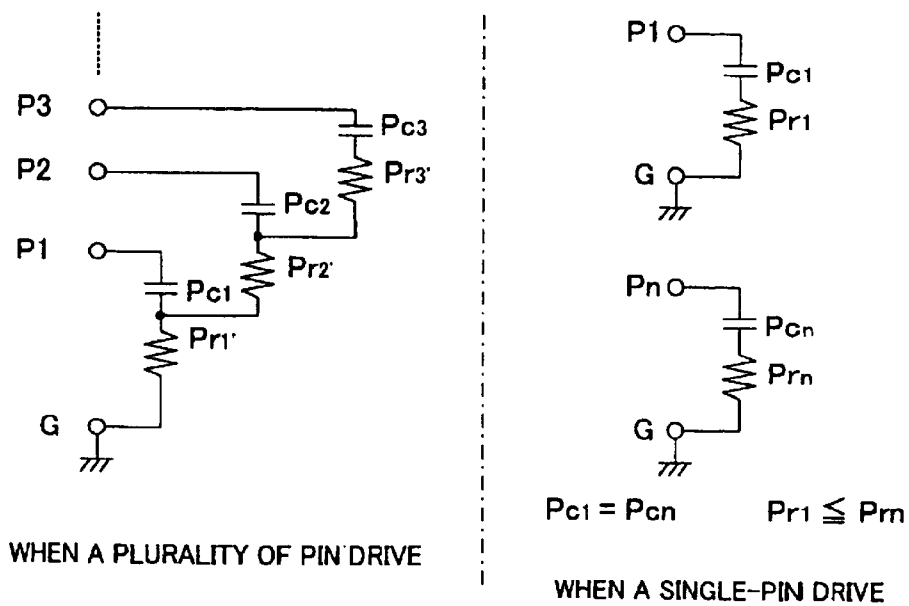 P3
Pc3
P2
Pr3'
Pc2
P1
Pr2'
Pc1
Pr1'
G
WHEN A PLURALITY OF PIN DRIVE
P1
Pc1
Pr1
G
Pn
Pcn
Prn
G
Pc1 = Pcn Pr1 ≦ Prn
WHEN A SINGLE-PIN DRIVE